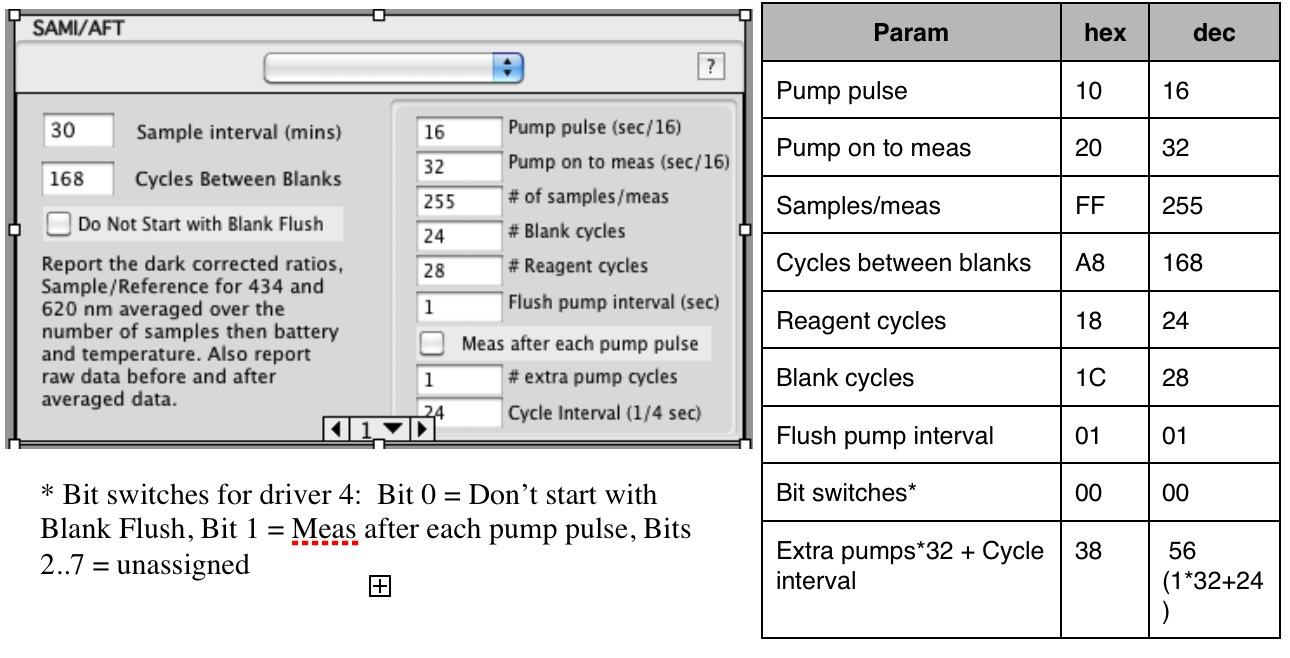 SAMI/AFT
?
30 Sample interval (mins)
168 Cycles Between Blanks
Do Not Start with Blank Flush
Report the dark corrected ratios,
Sample/Reference for 434 and
620 nm averaged over the
number of samples then battery
and temperature. Also report
raw data before and after
averaged data.
16 Pump pulse (sec/16)
32 Pump on to meas (sec/16)
255 # of samples/meas
24 # Blank cycles
28 # Reagent cycles
1 Flush pump interval (sec)
Meas after each pump pulse
1 # extra pump cycles
24 Cycle Interval (1/4 sec)
1
* Bit switches for driver 4: Bit 0 = Don’t start with
Blank Flush, Bit 1 = Meas after each pump pulse, Bits
2..7 = unassigned
Param hex dec
Pump pulse 10 16
Pump on to meas 20 32
Samples/meas FF 255
Cycles between blanks A8 168
Reagent cycles 18 24
Blank cycles 1C 28
Flush pump interval 01 01
Bit switches* 00 00
Extra pumps*32 + Cycle 38 56
interval (1*32+24
)